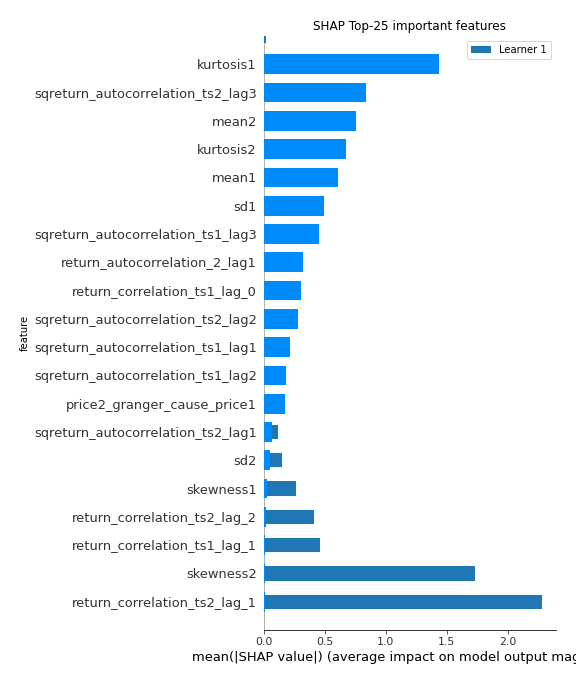 SHAP Top-25 important features
Learner 1
kurtosis1
sqreturn_autocorrelation_ts2_lag3
mean2
kurtosis2
mean1
sd1
sqreturn_autocorrelation_ts1_lag3
return_autocorrelation_2_lag1
return_correlation_ts1_lag_0
sqreturn_autocorrelation_ts2_lag2
sqreturn_autocorrelation_ts1_lag1
sqreturn_autocorrelation_ts1_lag2
price2_granger_cause_price1
sqreturn_autocorrelation_ts2_lag1
sd2
skewness1
return_correlation_ts2_lag_2
return_correlation_ts1_lag_1
skewness2
return_correlation_ts2_lag_1
feature
0.0 0.5 1.0 1.5 2.0
mean(|SHAP value|) (average impact on model output mag